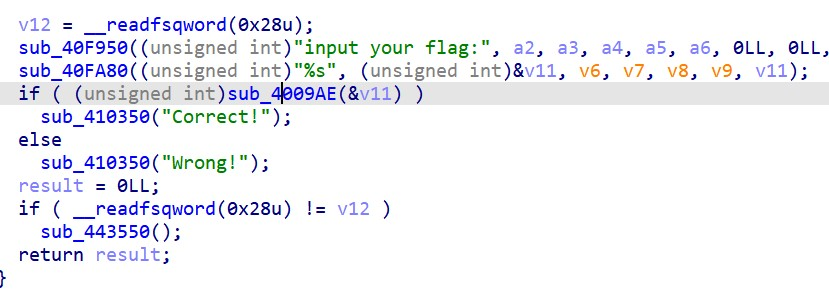 v12 = __readfsqword(0x28u);
sub_40F950((unsigned int)"input your flag:", a2, a3, a4, a5, a6, 0LL, 0LL,
sub_40FA80((unsigned int)"%s", (unsigned int)&v11, v6, v7, v8, v9, v11);
if ( (unsigned int)sub_4009AE(&v11) )
sub_410350("Correct!");
else
sub_410350("Wrong!");
result = 0LL;
if ( __readfsqword(0x28u) != v12 )
sub_443550();
return result;
}